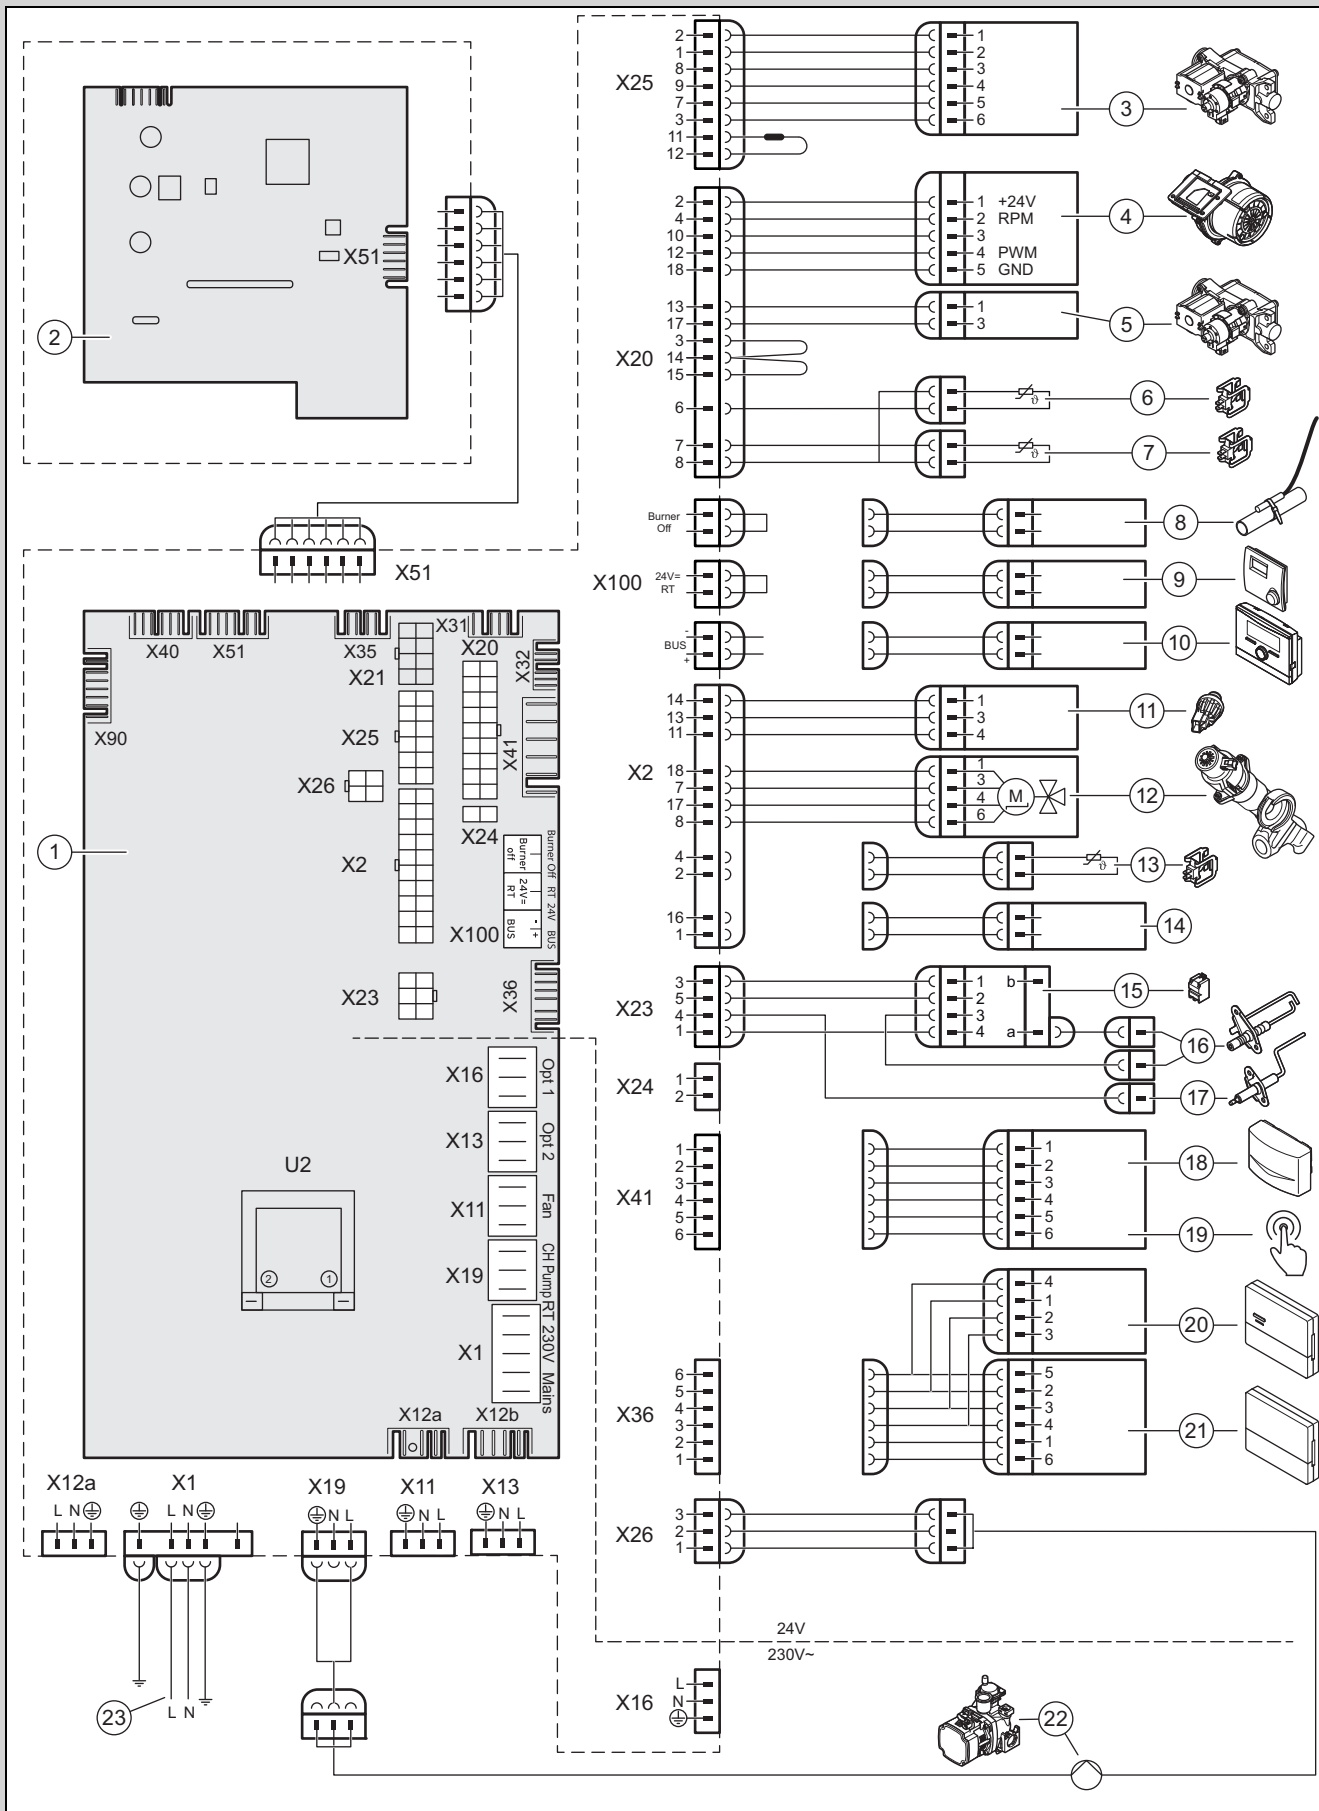 X25
2
1
8
9
7
3
11
12
1
2
3
4
5
6
3
2
4
10
12
18
1 +24V
2 RPM
3
4 PWM
5 GND
4
13
17
3
14
15
X20
1
3
5
6
6
ϑ
7
8
ϑ
7
X51
2
Burner
Off
8
X100
24V=
RT
9
-
BUS
+
10
X51
X40
X51
X35
X31
X20
X21
X32
X90
X25
X41
X26
X24
X2
Burner
off
24V=
RT
- +
BUS
Burner Off RT 24V BUS
X100
X23
X36
1
X16
Opt 1
X13
Opt 2
X11
Fan
X19
CH Pump
X1
RT 230V Mains
U2
2
1
X12a
X12b
X2
14
13
11
1
3
4
11
18
7
17
8
1
3
4
6
M
12
4
2
ϑ
13
16
1
14
X23
3
5
4
1
1
2
3
4
b
a
15
16
17
X24
1
2
X41
1
2
3
4
5
6
1
2
3
4
5
6
18
19
4
1
2
3
20
X36
6
5
4
3
2
1
5
2
3
4
1
6
21
X26
3
2
1
X12a
L N
X1
L N
X19
N L
X11
N L
X13
N L
23
L N
24V
230V~
X16
L
N
22